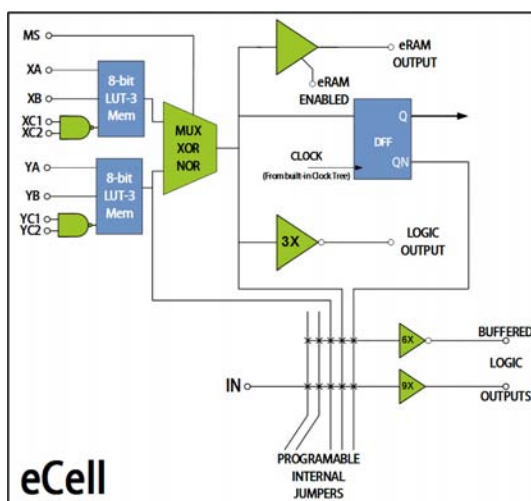 MS
XA
XB
XC1
XC2
8-bit
LUT-3
Mem
YA
YB
YC1
YC2
8-bit
LUT-3
Mem
MUX
XOR
NOR
eRAM
OUTPUT
eRAM
ENABLED
Q
DFF
QN
CLOCK
(From built-in Clock Tree)
3X
LOGIC
OUTPUT
6X
BUFFERED
LOGIC
IN
9X
OUTPUTS
PROGRAMABLE
INTERNAL
JUMPERS
eCell